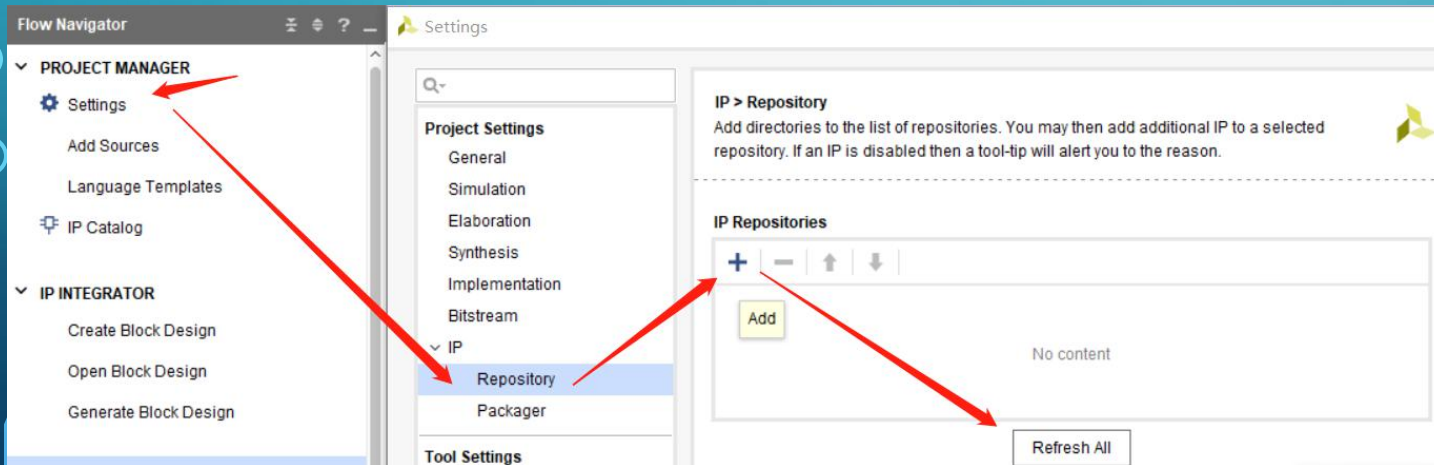 Flow Navigator
?
PROJECT MANAGER
Settings
Add Sources
Language Templates
IP Catalog
IP INTEGRATOR
Create Block Design
Open Block Design
Generate Block Design
Settings
Project Settings
General
Simulation
Elaboration
Synthesis
Implementation
Bitstream
IP
Repository
Packager
Tool Settings
IP > Repository
Add directories to the list of repositories. You may then add additional IP to a selected
repository. If an IP is disabled then a tool-tip will alert you to the reason.
IP Repositories
Add
No content
Refresh All